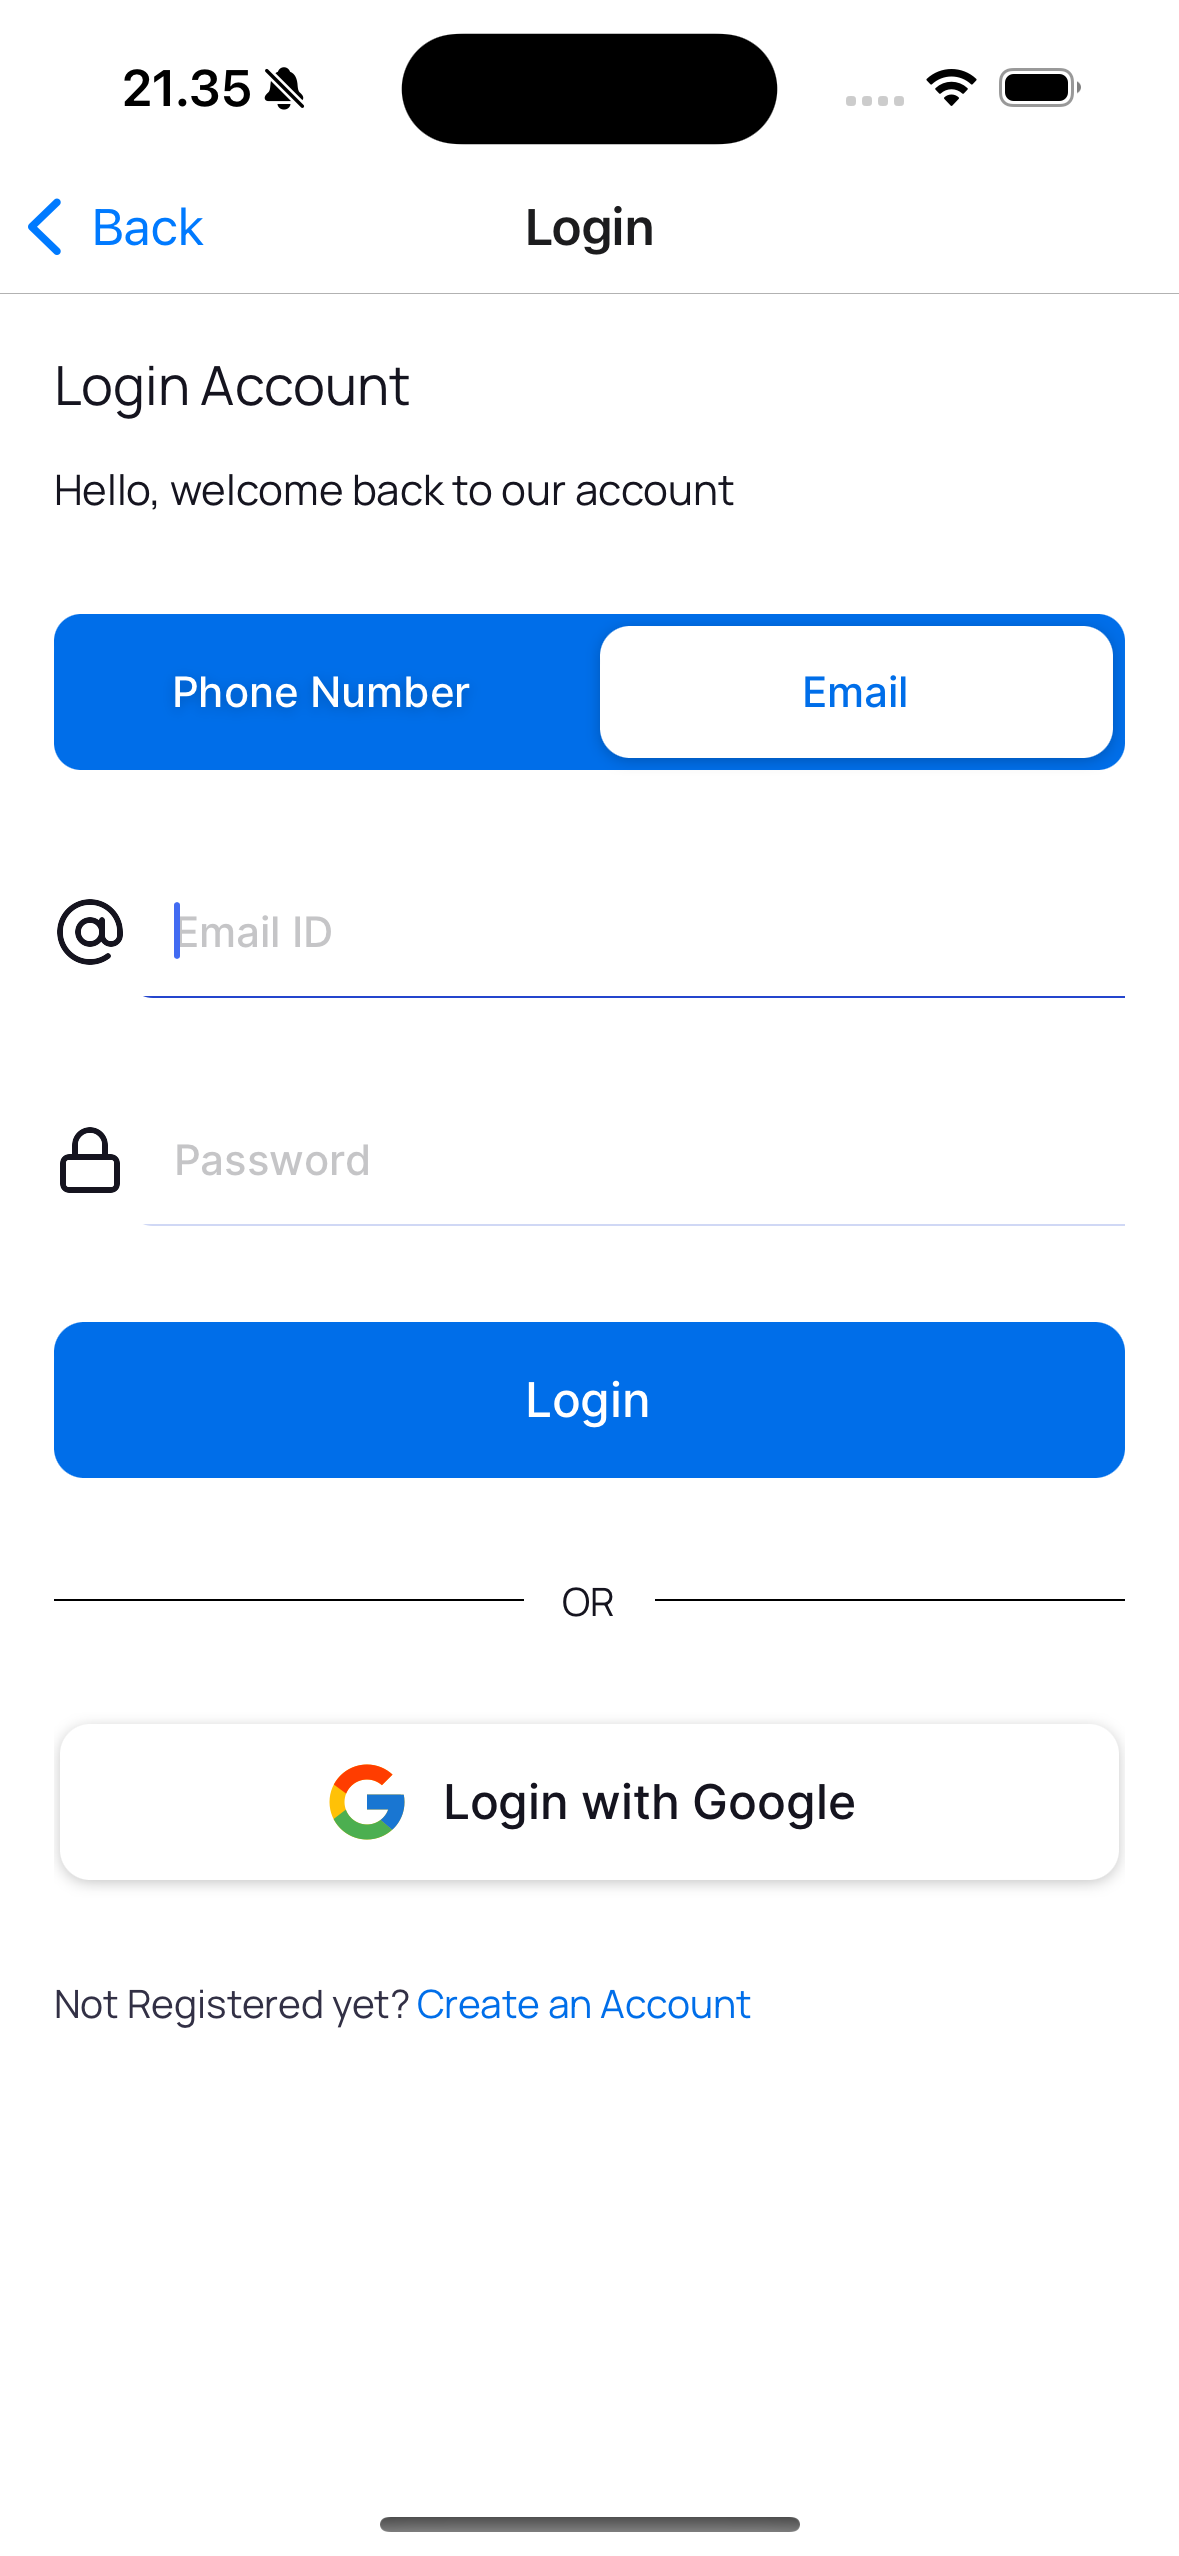 21.35
Back
Login
Login Account
Hello, welcome back to our account
Phone Number
Email
Email ID
Password
Login
OR
Login with Google
Not Registered yet? Create an Account